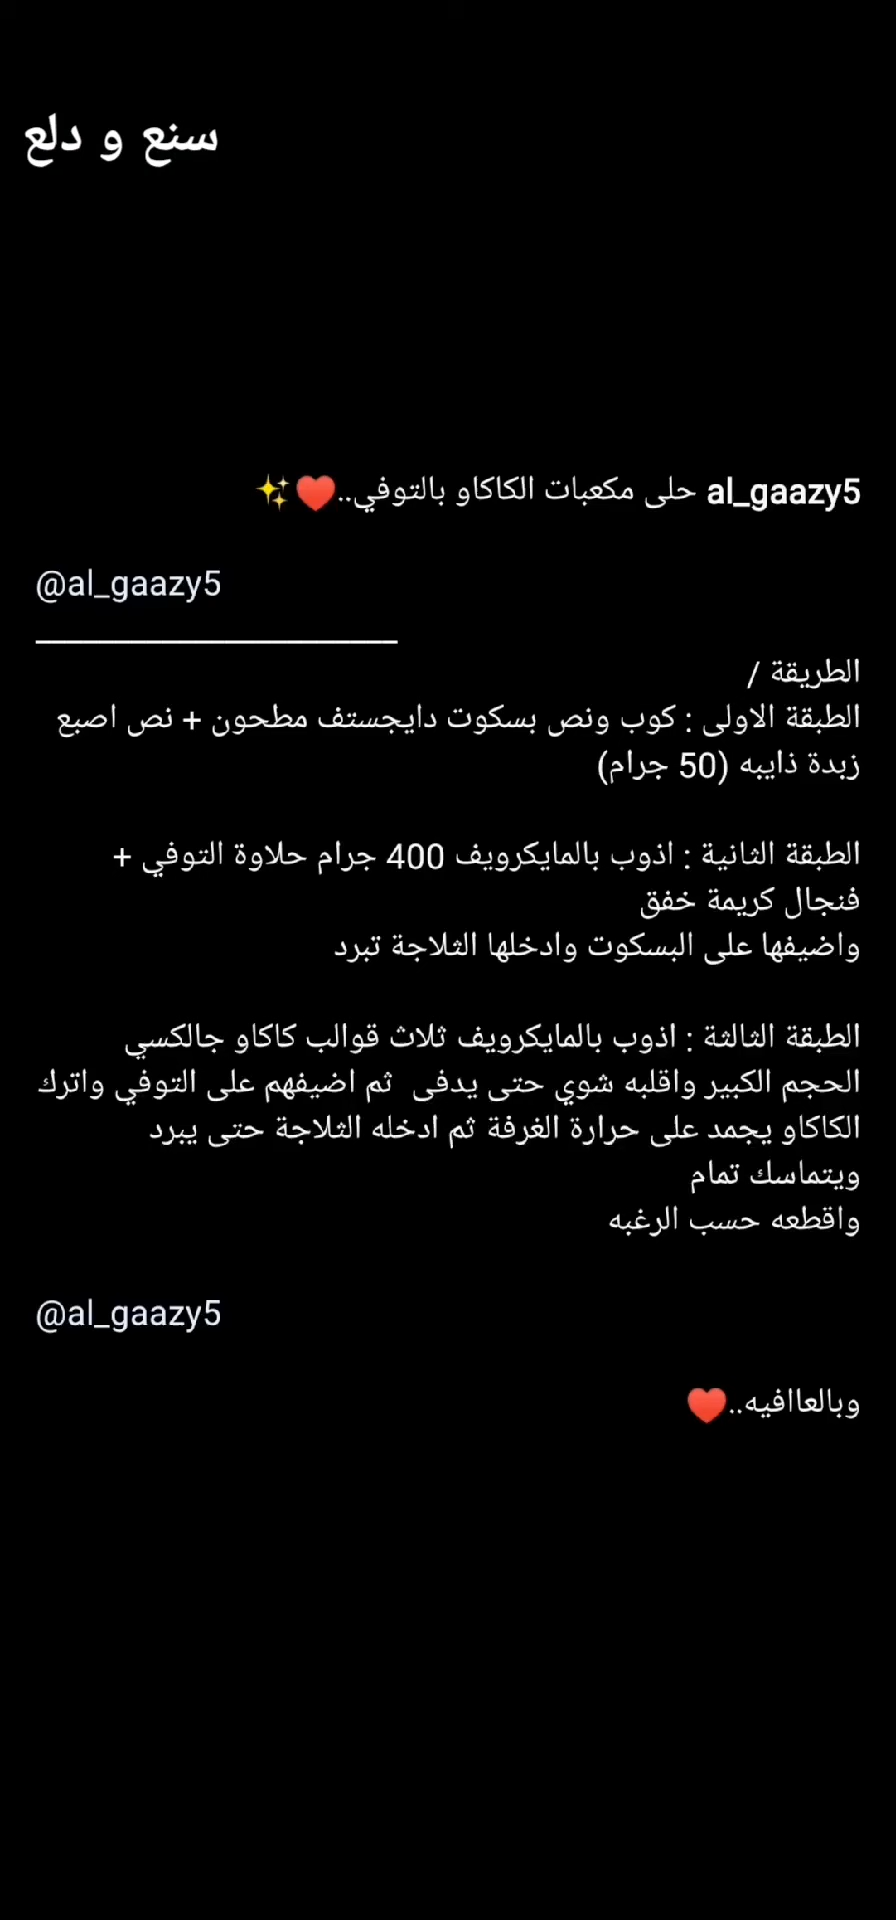 سنع و دلع
al_gaazy5 حلى مكعبات الكاكاو بالتوفي..♥️✨
@al_gaazy5
ـــــــــــــــــــــــــــــــــــــــــ
الطريقة /
الطبقة الاولى : كوب ونص بسكوت دايجستف مطحون + نص اصبع
زبدة ذايبه (50 جرام)
الطبقة الثانية : اذوب بالمايكرويف 400 جرام حلاوة التوفي +
فنجال كريمة خفق
واضيفها على البسكوت وادخلها الثلاجة تبرد
الطبقة الثالثة : اذوب بالمايكرويف ثلاث قوالب كاكاو جالكسي
الحجم الكبير واقلبه شوي حتى يدفى  ثم اضيفهم على التوفي واترك
الكاكاو يجمد على حرارة الغرفة ثم ادخله الثلاجة حتى يبرد
ويتماسك تمام
واقطعه حسب الرغبه
@al_gaazy5
وبالعاافيه..♥️